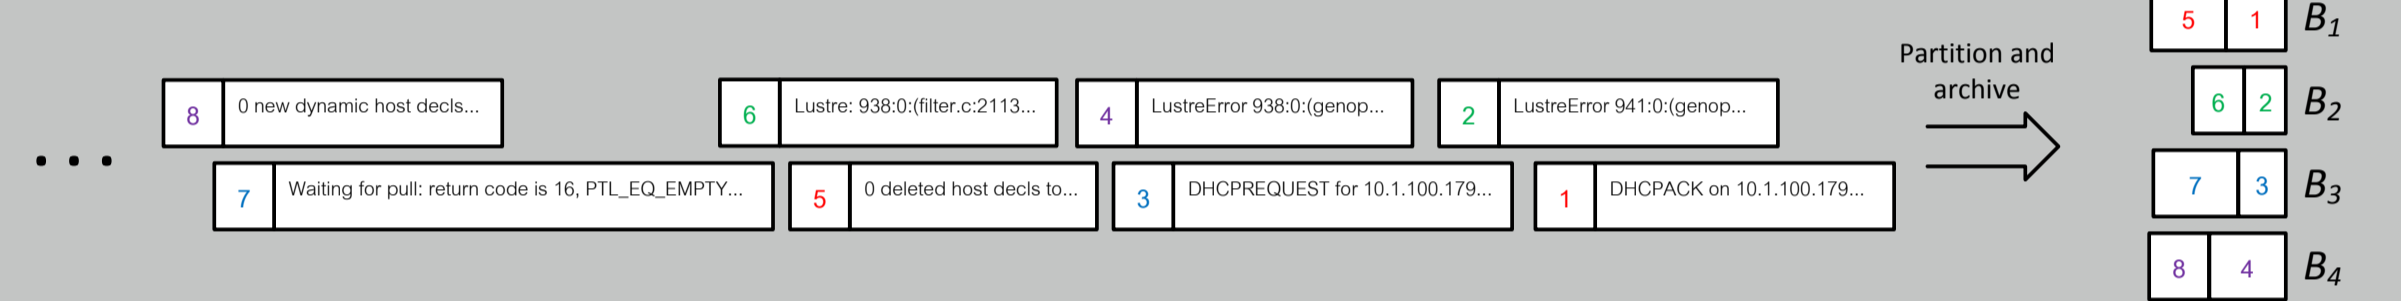 5 1 B1
Partition and
archive
8 0 new dynamic host decls...
6 Lustre: 938:0:(filter.c:2113...
4 LustreError 938:0:(genop...
2 LustreError 941:0:(genop...
6 2 B2
...
7 Waiting for pull: return code is 16, PTL_EQ_EMPTY...
5 0 deleted host decls to...
3 DHCPREQUEST for 10.1.100.179...
1 DHCPACK on 10.1.100.179...
7 3 B3
8 4 B4